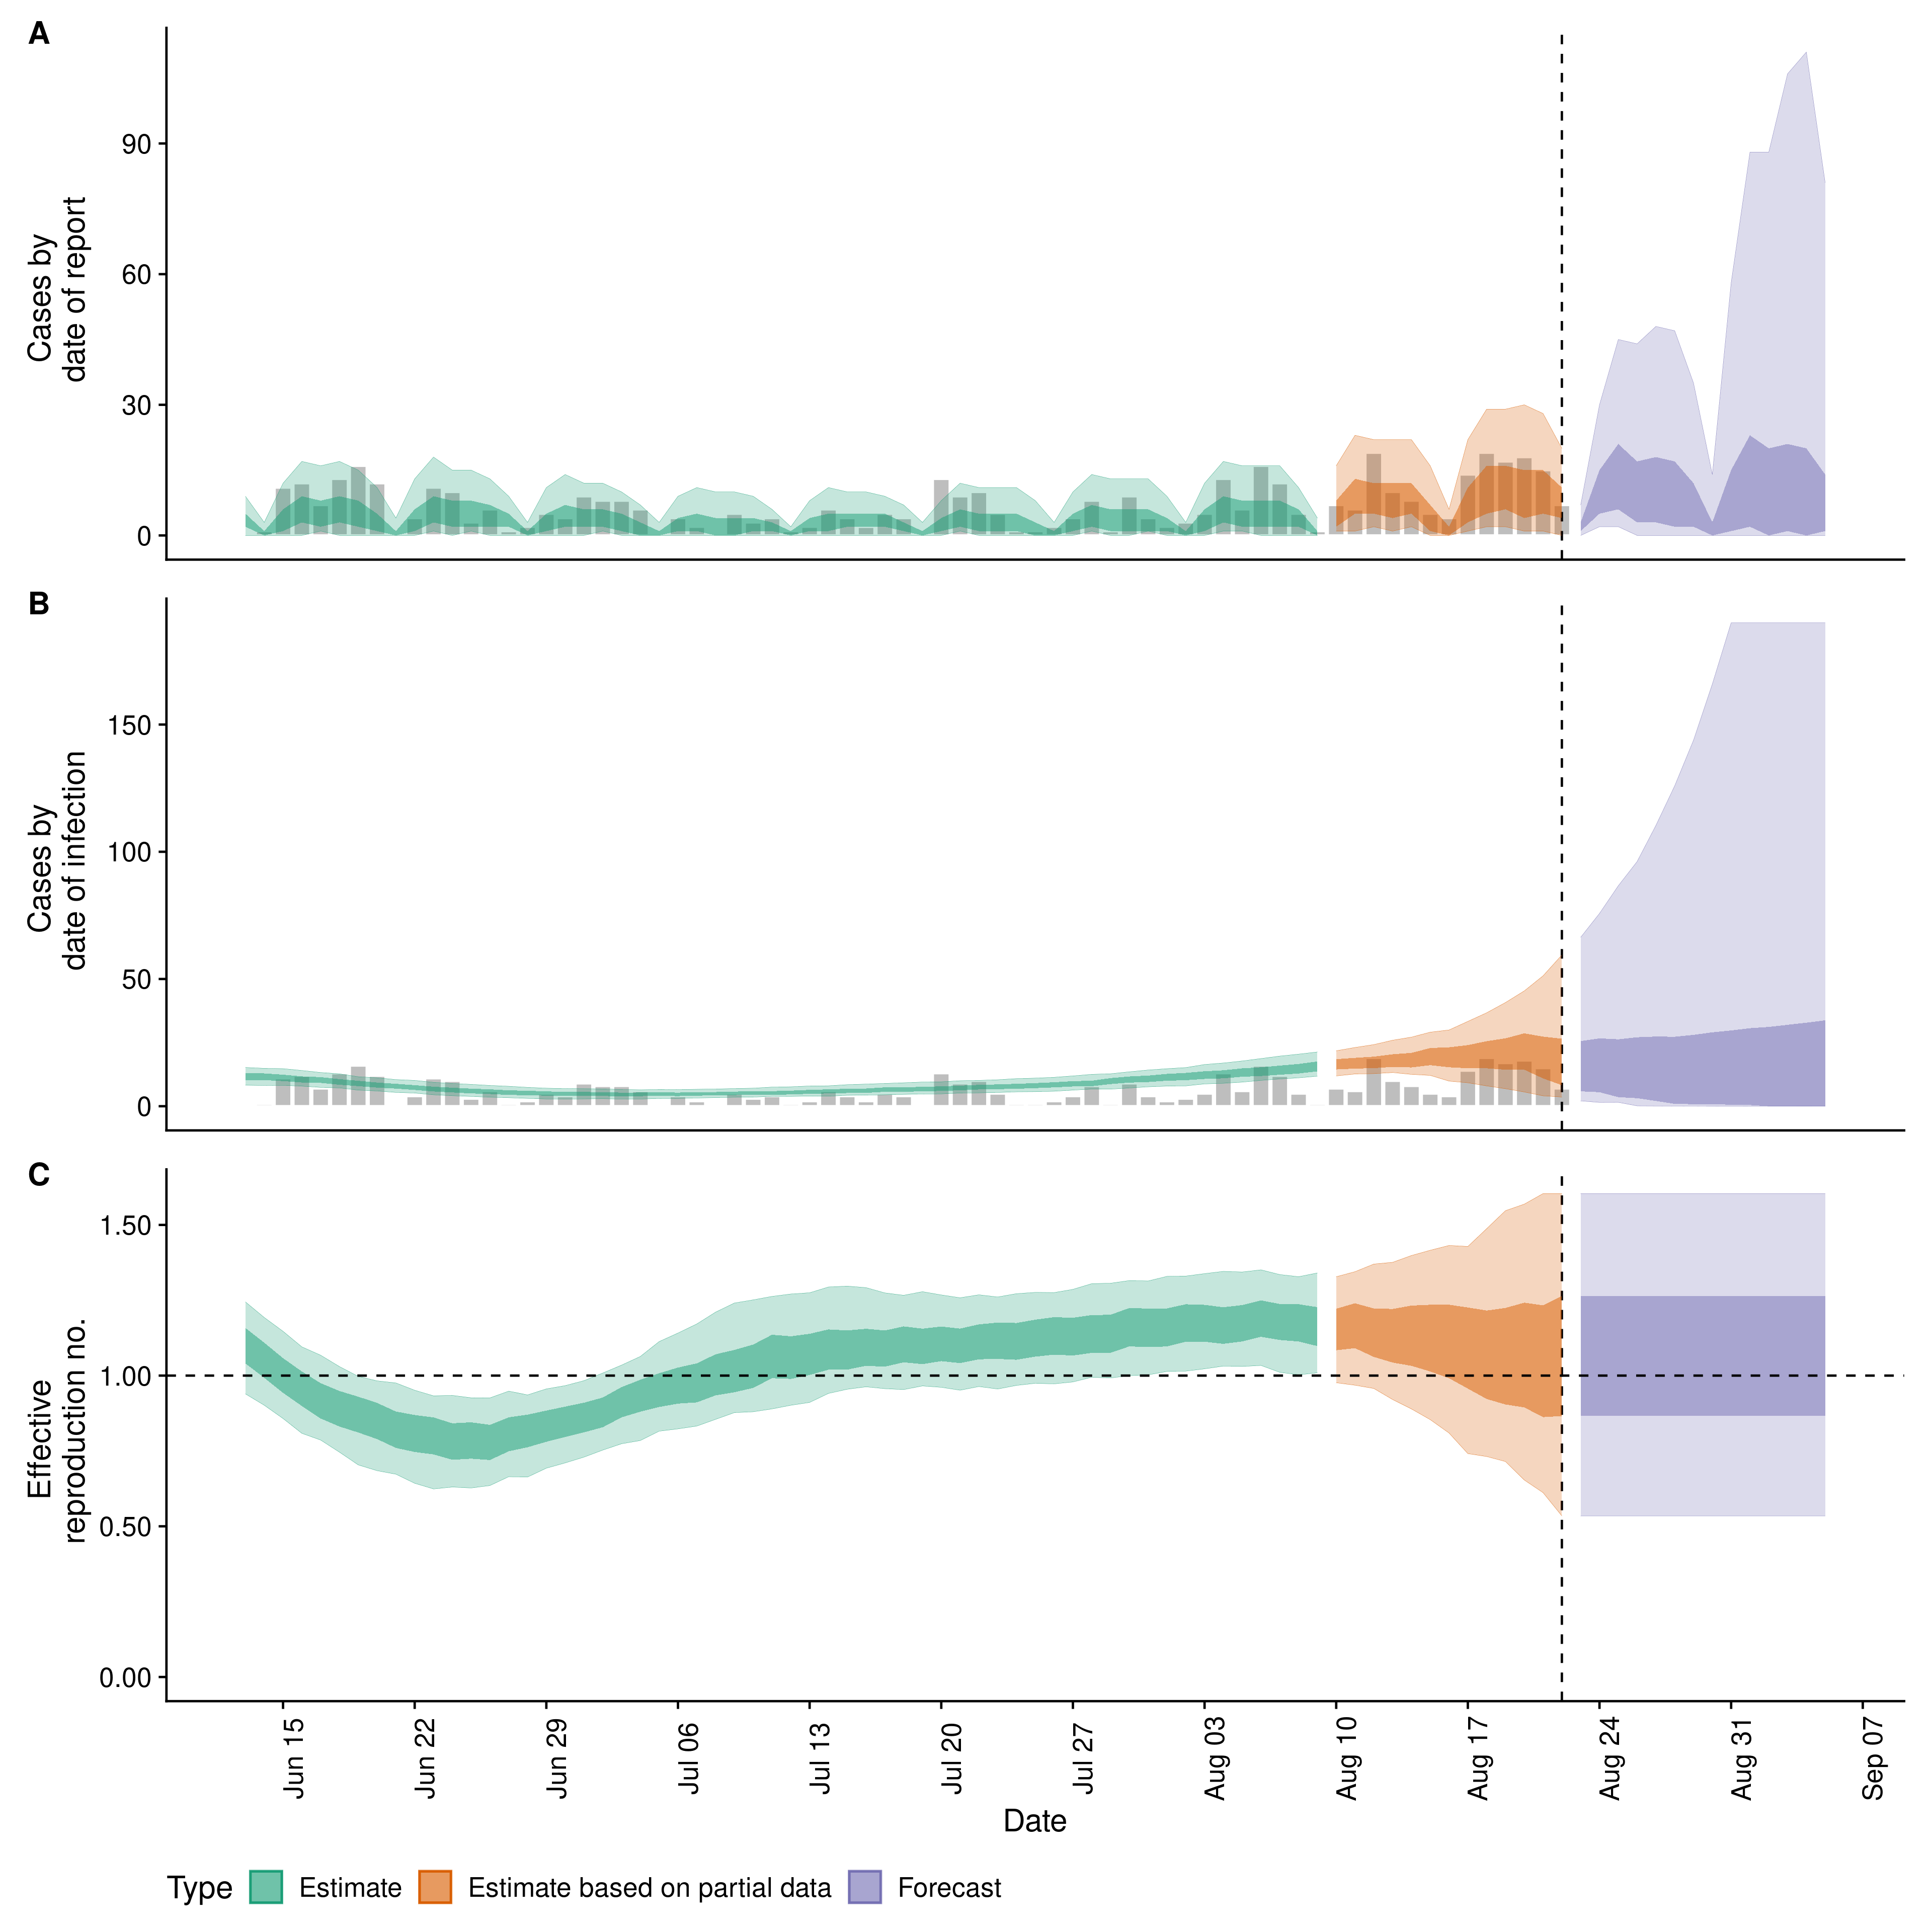 A
Cases by
date of report
90
60
30
0
B
Cases by
date of infection
150
100
50
0
C
Effective
reproduction no.
1.50
1.00
0.50
0.00
Jun 15
Jun 22
Jun 29
Jul 06
Jul 13
Jul 20
Jul 27
Aug 03
Aug 10
Aug 17
Aug 24
Aug 31
Sep 07
Date
Type Estimate Estimate based on partial data Forecast